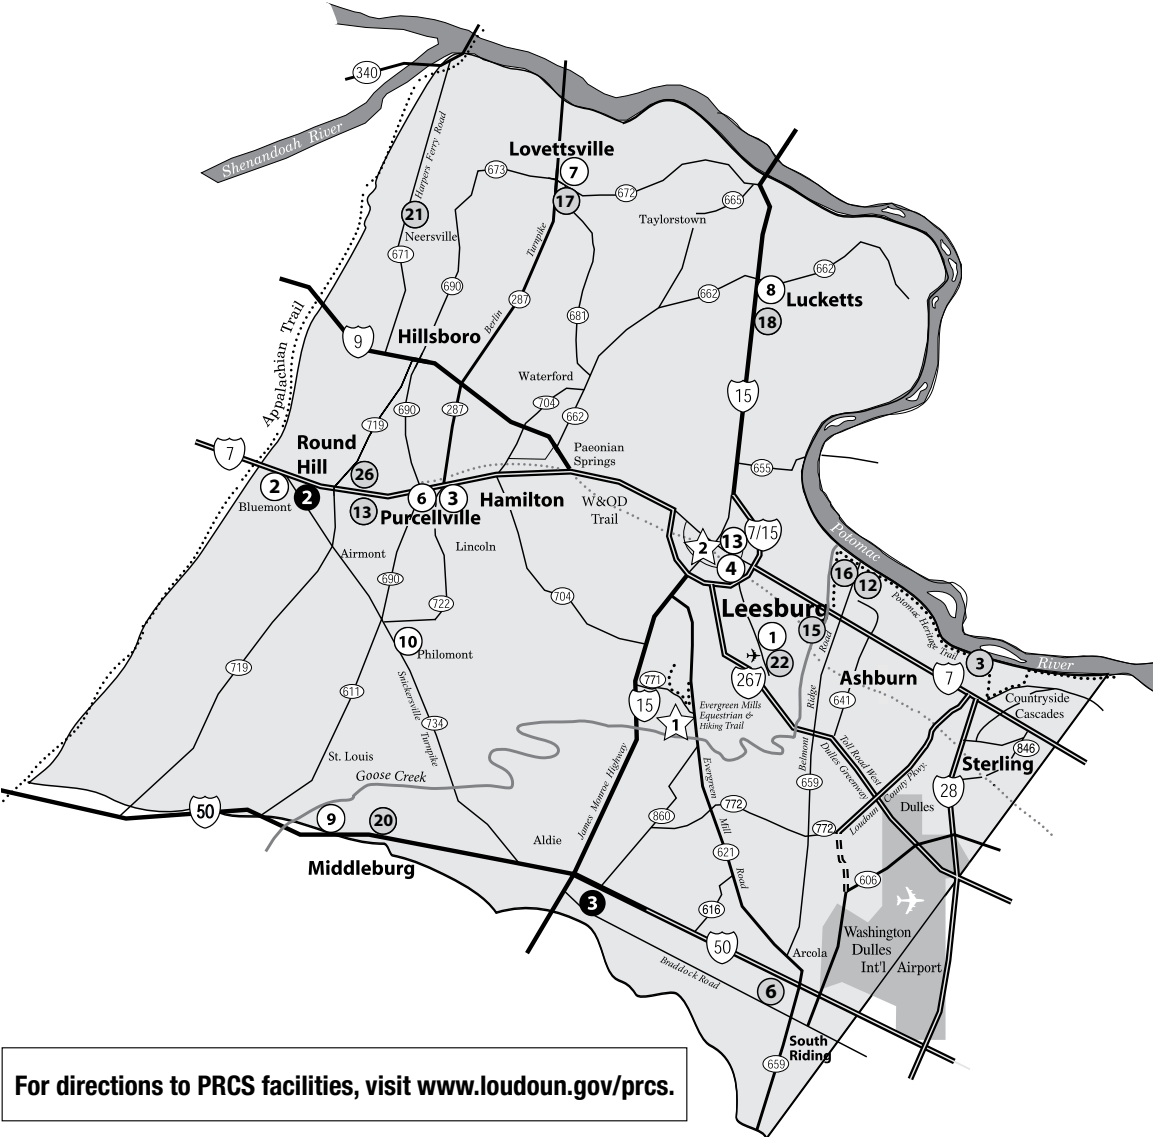 340
Shenandoah River
Harpers Ferry Road
Lovettsville
7
673
672
17
665
21
Neersville
Taylorstown
Turnpike
671
662
662
8
Lucketts
690
287
18
681
Berlin
Appalachian Trail
9
Hillsboro
Waterford
15
704
690
287
662
719
Round
Hill
7
26
Paeonian
Springs
655
2
2
6
3
Hamilton
W&OD
Trail
Bluemont
13
Purcellville
7/15
Potomac
13
2
Airmont
Lincoln
4
16
12
690
704
722
Leesburg
Potomac Heritage Trail
15
1
10
Philomont
22
Road
3
River
719
771
267
Ashburn
7
611
Snickersville
Turnpike
15
Evergreen Mills
Equestrian &
Hiking Trail
Ridge
641
Countryside
Cascades
1
734
846
St. Louis
Belmont
Toll Road West
Dulles Greenway
Sterling
Goose Creek
James Monroe Highway
Evergreen
Mill
Road
659
Loudoun County Pkwy.
28
50
9
20
860
772
772
Dulles
Aldie
Middleburg
621
606
3
616
Washington
Dulles
Int'l Airport
50
Arcola
Braddock Road
6
South
Riding
659
For directions to PRCS facilities, visit www.loudoun.gov/prcs.